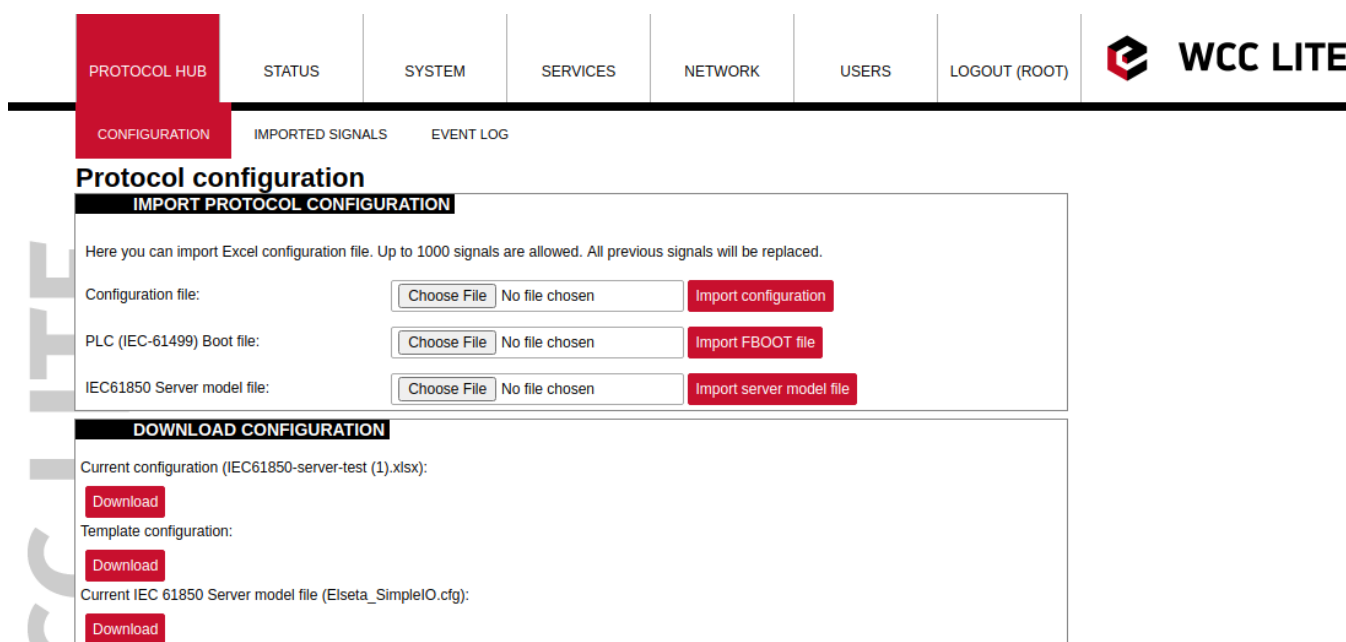 PROTOCOL HUB STATUS SYSTEM SERVICES NETWORK USERS LOGOUT (ROOT) WCC LITE
CONFIGURATION IMPORTED SIGNALS EVENT LOG
Protocol configuration
IMPORT PROTOCOL CONFIGURATION
Here you can import Excel configuration file. Up to 1000 signals are allowed. All previous signals will be replaced.
Configuration file: Choose File No file chosen Import configuration
PLC (IEC-61499) Boot file: Choose File No file chosen Import FBOOT file
IEC61850 Server model file: Choose File No file chosen Import server model file
DOWNLOAD CONFIGURATION
Current configuration (IEC61850-server-test (1).xlsx):
Download
Template configuration:
Download
Current IEC 61850 Server model file (Elseta_SimpleIO.cfg):
Download
CC LITE